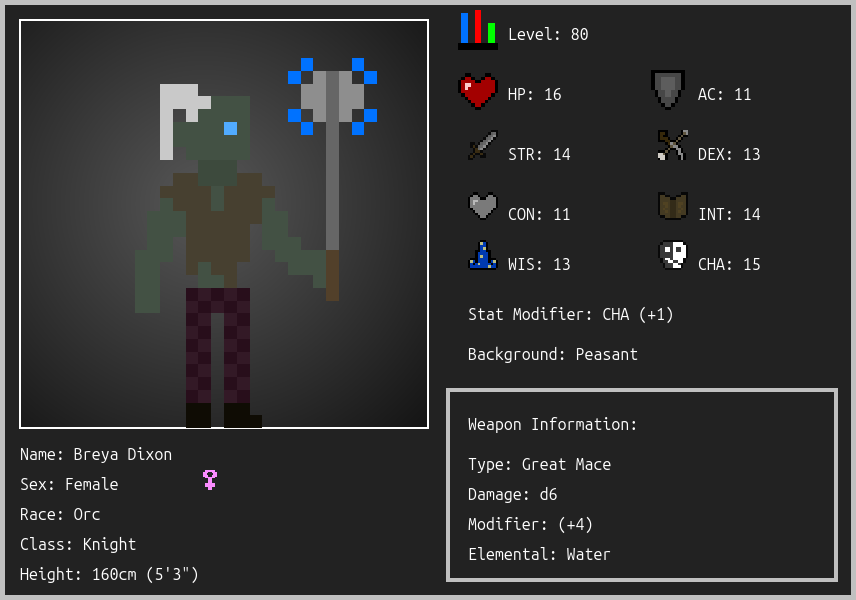 Level: 80
HP: 16
AC: 11
STR: 14
DEX: 13
CON: 11
INT: 14
WIS: 13
CHA: 15
Stat Modifier: CHA (+1)
Background: Peasant
Weapon Information:
Type: Great Mace
Damage: d6
Modifier: (+4)
Elemental: Water
Name: Breya Dixon
Sex: Female
Race: Orc
Class: Knight
Height: 160cm (5'3")